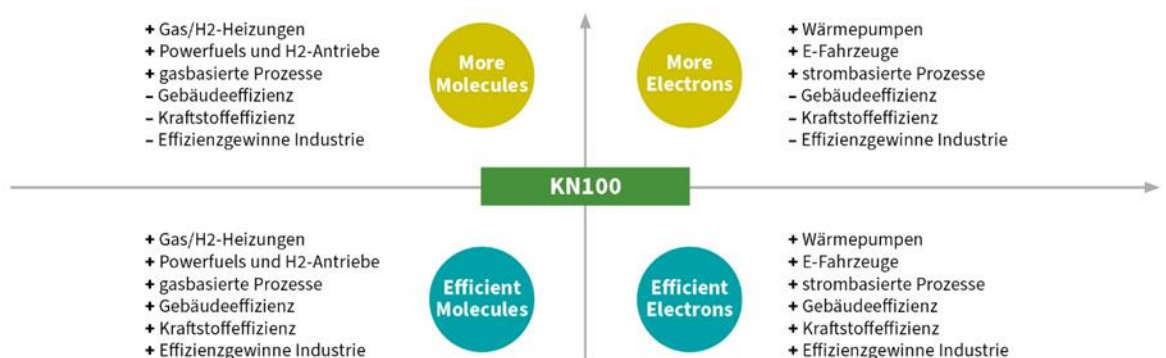 + Gas/H2-Heizungen
+ Powerfuels und H2-Antriebe
+ gasbasierte Prozesse
– Gebäudeeffizienz
– Kraftstoffeffizienz
– Effizienzgewinne Industrie
More
Molecules
More
Electrons
+ Wärmepumpen
+ E-Fahrzeuge
+ strombasierte Prozesse
– Gebäudeeffizienz
– Kraftstoffeffizienz
– Effizienzgewinne Industrie
KN100
+ Gas/H2-Heizungen
+ Powerfuels und H2-Antriebe
+ gasbasierte Prozesse
+ Gebäudeeffizienz
+ Kraftstoffeffizienz
+ Effizienzgewinne Industrie
Efficient
Molecules
Efficient
Electrons
+ Wärmepumpen
+ E-Fahrzeuge
+ strombasierte Prozesse
+ Gebäudeeffizienz
+ Kraftstoffeffizienz
+ Effizienzgewinne Industrie